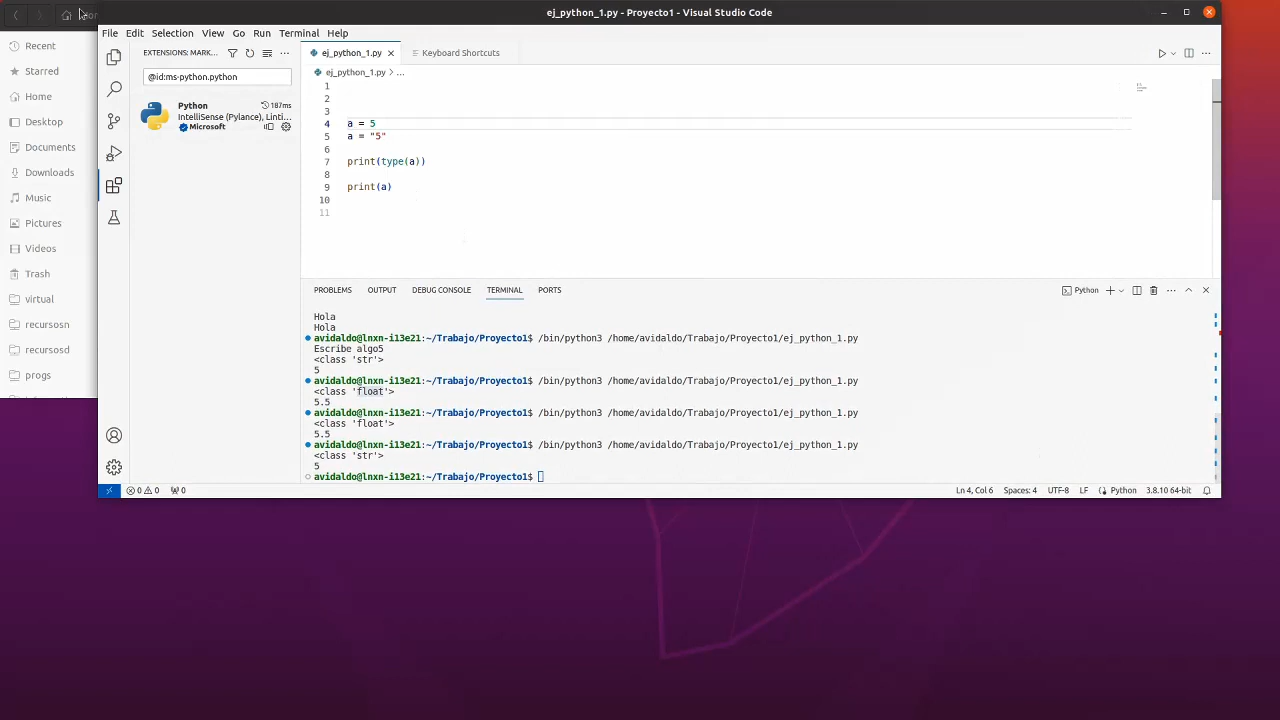 ej_python_1.py - Proyecto1 - Visual Studio Code
File Edit Selection View Go Run Terminal Help
Recent
Starred
Home
Desktop
Documents
Downloads
Music
Pictures
Videos
Trash
virtual
recursosn
recursosd
progs
EXTENSIONS: MARK...
@id:ms-python.python
Python
187ms
IntelliSense (Pylance), Linti...
Microsoft
ej_python_1.py
Keyboard Shortcuts
ej_python_1.py > ...
1
2
3
4 a = 5
5 a = "5"
6
7 print(type(a))
8
9 print(a)
10
11
PROBLEMS OUTPUT DEBUG CONSOLE TERMINAL PORTS
Python
Hola
Hola
avidaldo@lnxn-i13e21:~/Trabajo/Proyecto1$ /bin/python3 /home/avidaldo/Trabajo/Proyecto1/ej_python_1.py
Escribe algo5
<class 'str'>
5
avidaldo@lnxn-i13e21:~/Trabajo/Proyecto1$ /bin/python3 /home/avidaldo/Trabajo/Proyecto1/ej_python_1.py
<class 'float'>
5.5
avidaldo@lnxn-i13e21:~/Trabajo/Proyecto1$ /bin/python3 /home/avidaldo/Trabajo/Proyecto1/ej_python_1.py
<class 'float'>
5.5
avidaldo@lnxn-i13e21:~/Trabajo/Proyecto1$ /bin/python3 /home/avidaldo/Trabajo/Proyecto1/ej_python_1.py
<class 'str'>
5
avidaldo@lnxn-i13e21:~/Trabajo/Proyecto1$
0 0 0
Ln 4, Col 6 Spaces: 4 UTF-8 LF Python 3.8.10 64-bit